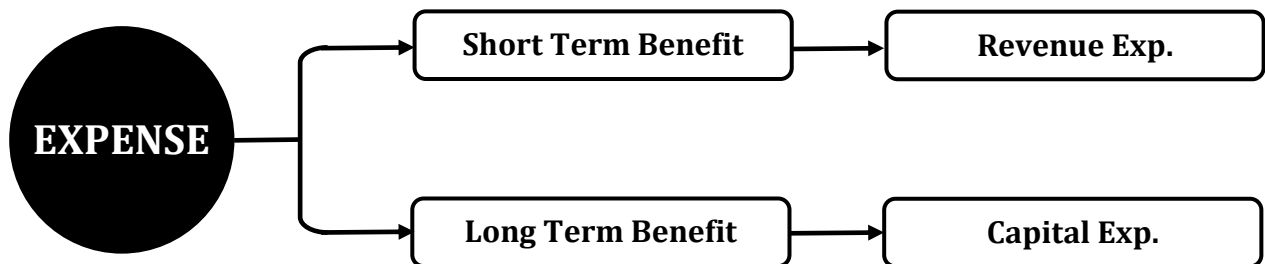 EXPENSE
Short Term Benefit
Revenue Exp.
Long Term Benefit
Capital Exp.